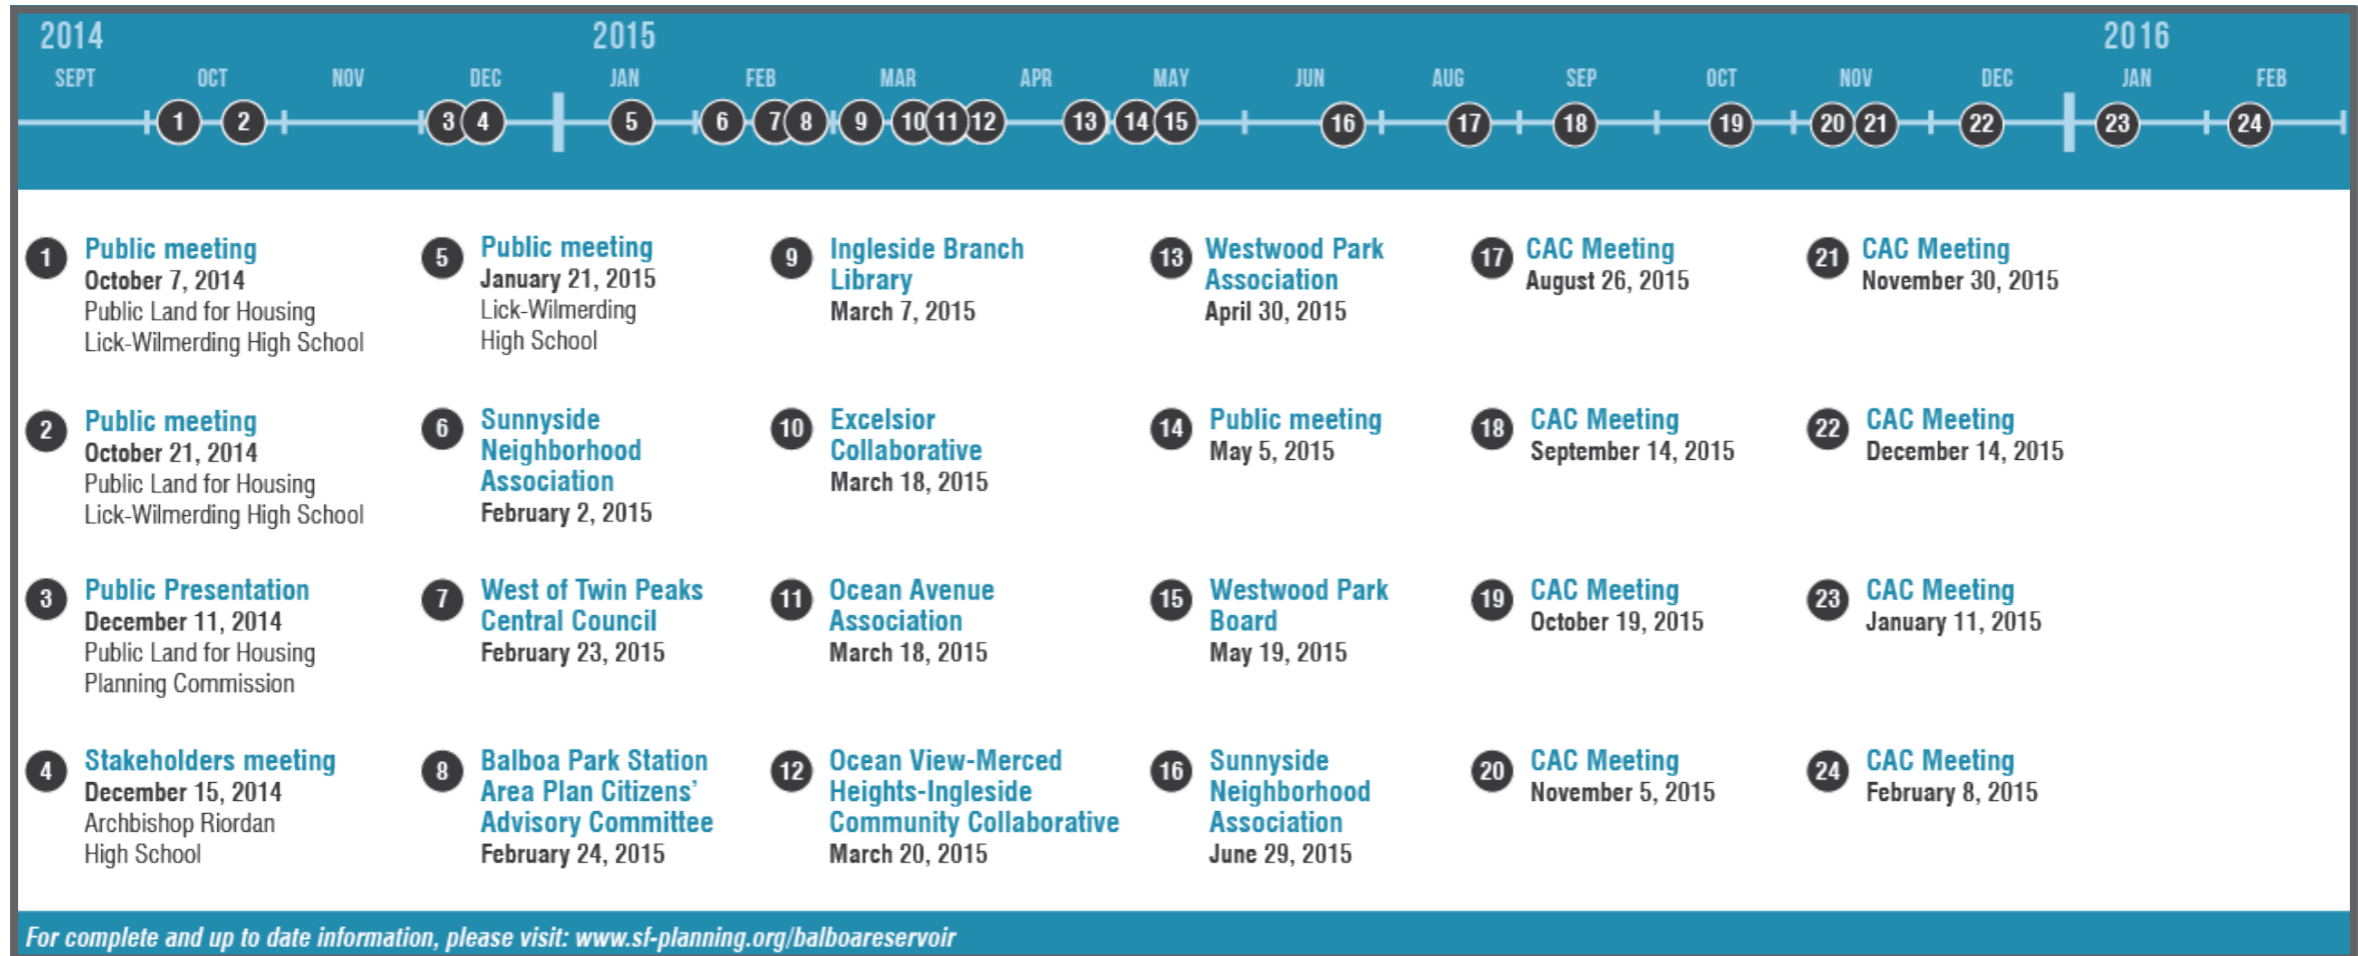 2014 2015 2016
SEPT OCT NOV DEC JAN FEB MAR APR MAY JUN AUG SEP OCT NOV DEC JAN FEB
1 2 3 4 5 6 7 8 9 10 11 12 13 14 15 16 17 18 19 20 21 22 23 24
1 Public meeting
October 7, 2014
Public Land for Housing
Lick-Wilmerding High School
2 Public meeting
October 21, 2014
Public Land for Housing
Lick-Wilmerding High School
3 Public Presentation
December 11, 2014
Public Land for Housing
Planning Commission
4 Stakeholders meeting
December 15, 2014
Archbishop Riordan
High School
5 Public meeting
January 21, 2015
Lick-Wilmerding
High School
6 Sunnyside
Neighborhood
Association
February 2, 2015
7 West of Twin Peaks
Central Council
February 23, 2015
8 Balboa Park Station
Area Plan Citizens’
Advisory Committee
February 24, 2015
9 Ingleside Branch
Library
March 7, 2015
10 Excelsior
Collaborative
March 18, 2015
11 Ocean Avenue
Association
March 18, 2015
12 Ocean View-Merced
Heights-Ingleside
Community Collaborative
March 20, 2015
13 Westwood Park
Association
April 30, 2015
14 Public meeting
May 5, 2015
15 Westwood Park
Board
May 19, 2015
16 Sunnyside
Neighborhood
Association
June 29, 2015
17 CAC Meeting
August 26, 2015
18 CAC Meeting
September 14, 2015
19 CAC Meeting
October 19, 2015
20 CAC Meeting
November 5, 2015
21 CAC Meeting
November 30, 2015
22 CAC Meeting
December 14, 2015
23 CAC Meeting
January 11, 2015
24 CAC Meeting
February 8, 2015
For complete and up to date information, please visit: www.sf-planning.org/balboareservoir